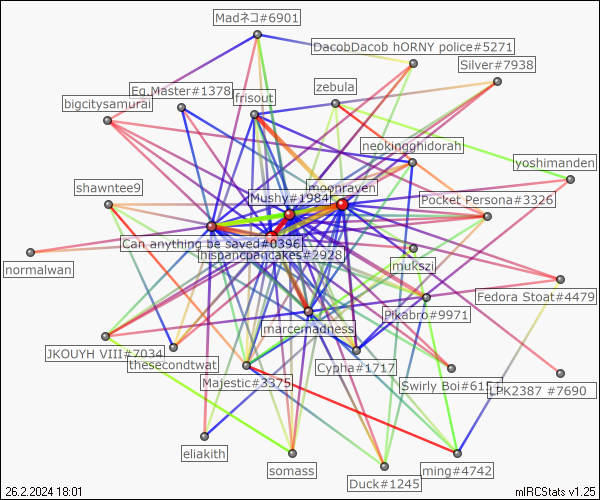 Madネコ#6901
DacobDacob hORNY police#5271
Silver#7938
zebula
Eg.Master#1378
frisout
bigcitysamurai
neokingghidorah
yoshimanden
shawntee9
moonraven
Mushy#1984
Pocket Persona#3326
Can anything be saved#0396
hispancpancakes#2928
mukszi
normalwan
Fedora Stoat#4479
Pikabro#9971
marcemadness
JKOUYH VIII#7034
thesecondtwat
Cypha#1717
Majestic#3375
Swirly Boi#615
LPK2387 #7690
eliakith
somass
ming#4742
Duck#1245
26.2.2024 18:01
mIRCStats v1.25